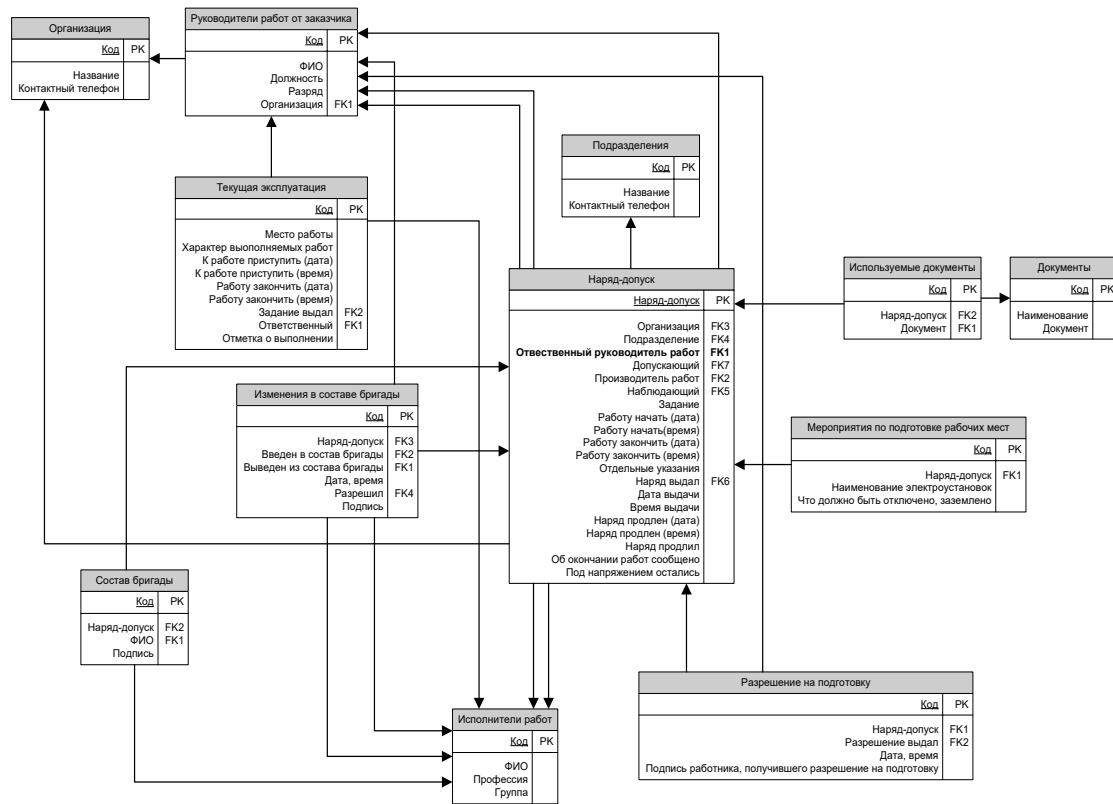 Организация
Код PK
Название
Контактный телефон
Руководители работ от заказчика
Код PK
ФИО
Должность
Разряд
Организация FK1
Подразделения
Код PK
Название
Контактный телефон
Текущая эксплуатация
Код PK
Место работы
Характер выополняемых работ
К работе приступить (дата)
К работе приступить (время)
Работу закончить (дата)
Работу закончить (время)
Задание выдал FK2
Ответственный FK1
Отметка о выполнении
Наряд-допуск
Наряд-допуск PK
Организация FK3
Подразделение FK4
Отвественный руководитель работ FK1
Допускающий FK7
Производитель работ FK2
Наблюдающий FK5
Задание
Работу начать (дата)
Работу начать(время)
Работу закончить (дата)
Работу закончить (время)
Отдельные указания
Наряд выдал FK6
Дата выдачи
Время выдачи
Наряд продлен (дата)
Наряд продлен (время)
Наряд продлил
Об окончании работ сообщено
Под напряжением остались
Используемые документы
Код PK
Наряд-допуск FK2
Документ FK1
Документы
Код PK
Наименование
Документ
Изменения в составе бригады
Код PK
Наряд-допуск FK3
Введен в состав бригады FK2
Выведен из состава бригады FK1
Дата, время
Разрешил FK4
Подпись
Мероприятия по подготовке рабочих мест
Код PK
Наряд-допуск FK1
Наименование электроустановок
Что должно быть отключено, заземлено
Состав бригады
Код PK
Наряд-допуск FK2
ФИО FK1
Подпись
Исполнители работ
Код PK
ФИО
Профессия
Группа
Разрешение на подготовку
Код PK
Наряд-допуск FK1
Разрешение выдал FK2
Дата, время
Подпись работника, получившего разрешение на подготовку